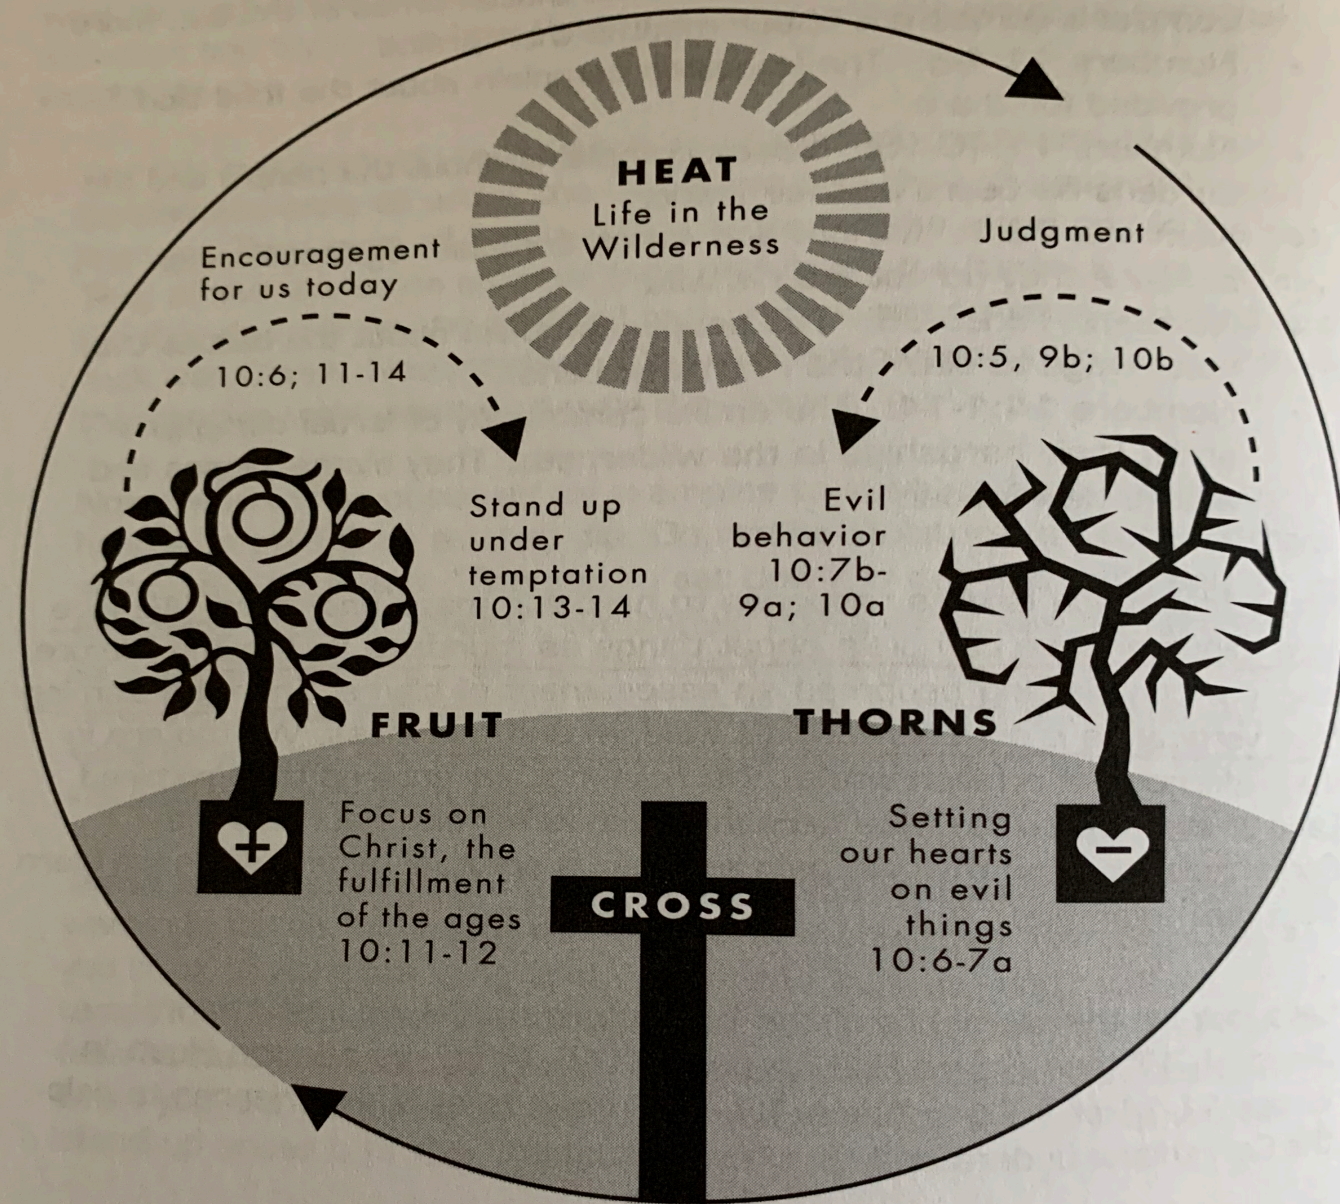 HEAT
Life in the
Wilderness
Encouragement
for us today
10:6; 11-14
Judgment
10:5, 9b; 10b
Stand up
under
temptation
10:13-14
Evil
behavior
10:7b-
9a; 10a
FRUIT
THORNS
Focus on
Christ, the
fulfillment
of the ages
10:11-12
CROSS
Setting
our hearts
on evil
things
10:6-7a